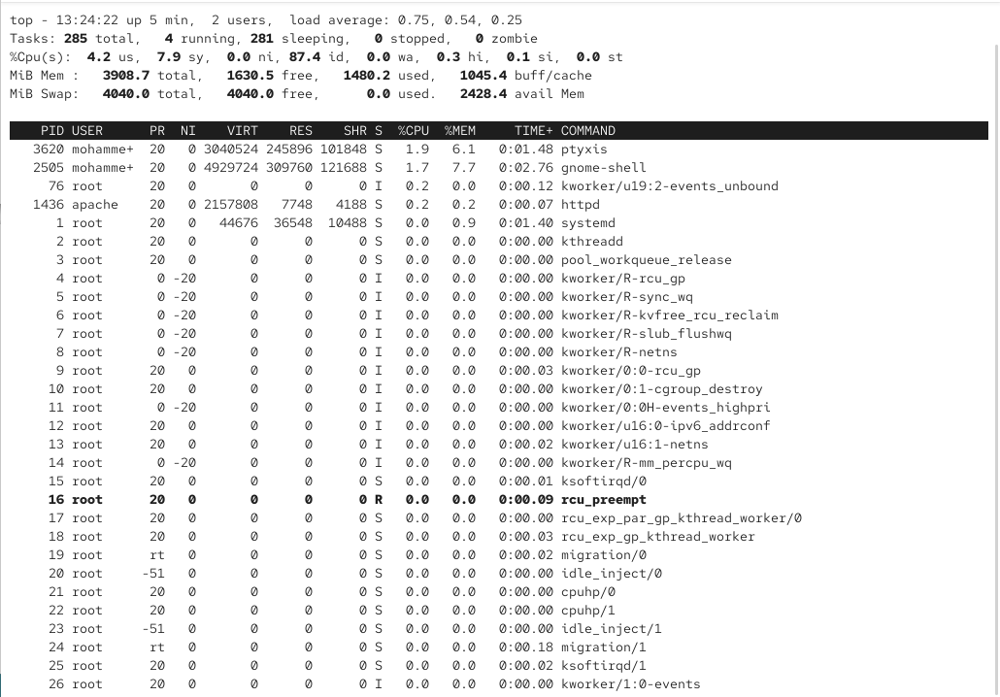 top - 13:24:22 up 5 min,  2 users,  load average: 0.75, 0.54, 0.25
Tasks: 285 total,   4 running, 281 sleeping,   0 stopped,   0 zombie
%Cpu(s):  4.2 us,  7.9 sy,  0.0 ni, 87.4 id,  0.0 wa,  0.3 hi,  0.1 si,  0.0 st
MiB Mem :   3908.7 total,   1630.5 free,   1480.2 used,   1045.4 buff/cache
MiB Swap:   4040.0 total,   4040.0 free,      0.0 used.   2428.4 avail Mem
PID USER      PR  NI    VIRT    RES    SHR S  %CPU  %MEM     TIME+ COMMAND
3620 mohamme+  20   0 3040524 245896 101848 S   1.9   6.1   0:01.48 ptyxis
2505 mohamme+  20   0 4929724 309760 121688 S   1.7   7.7   0:02.76 gnome-shell
76 root      20   0       0      0      0 I   0.2   0.0   0:00.12 kworker/u19:2-events_unbound
1436 apache    20   0 2157808   7748   4188 S   0.2   0.2   0:00.07 httpd
1 root      20   0   44676  36548  10488 S   0.0   0.9   0:01.40 systemd
2 root      20   0       0      0      0 S   0.0   0.0   0:00.00 kthreadd
3 root      20   0       0      0      0 S   0.0   0.0   0:00.00 pool_workqueue_release
4 root       0 -20       0      0      0 I   0.0   0.0   0:00.00 kworker/R-rcu_gp
5 root       0 -20       0      0      0 I   0.0   0.0   0:00.00 kworker/R-sync_wq
6 root       0 -20       0      0      0 I   0.0   0.0   0:00.00 kworker/R-kvfree_rcu_reclaim
7 root       0 -20       0      0      0 I   0.0   0.0   0:00.00 kworker/R-slub_flushwq
8 root       0 -20       0      0      0 I   0.0   0.0   0:00.00 kworker/R-netns
9 root      20   0       0      0      0 I   0.0   0.0   0:00.03 kworker/0:0-rcu_gp
10 root      20   0       0      0      0 I   0.0   0.0   0:00.00 kworker/0:1-cgroup_destroy
11 root       0 -20       0      0      0 I   0.0   0.0   0:00.00 kworker/0:0H-events_highpri
12 root      20   0       0      0      0 I   0.0   0.0   0:00.00 kworker/u16:0-ipv6_addrconf
13 root      20   0       0      0      0 I   0.0   0.0   0:00.02 kworker/u16:1-netns
14 root       0 -20       0      0      0 I   0.0   0.0   0:00.00 kworker/R-mm_percpu_wq
15 root      20   0       0      0      0 S   0.0   0.0   0:00.01 ksoftirqd/0
16 root      20   0       0      0      0 R   0.0   0.0   0:00.09 rcu_preempt
17 root      20   0       0      0      0 S   0.0   0.0   0:00.00 rcu_exp_par_gp_kthread_worker/0
18 root      20   0       0      0      0 S   0.0   0.0   0:00.03 rcu_exp_gp_kthread_worker
19 root      rt   0       0      0      0 S   0.0   0.0   0:00.02 migration/0
20 root     -51   0       0      0      0 S   0.0   0.0   0:00.00 idle_inject/0
21 root      20   0       0      0      0 S   0.0   0.0   0:00.00 cpuhp/0
22 root      20   0       0      0      0 S   0.0   0.0   0:00.00 cpuhp/1
23 root     -51   0       0      0      0 S   0.0   0.0   0:00.00 idle_inject/1
24 root      rt   0       0      0      0 S   0.0   0.0   0:00.18 migration/1
25 root      20   0       0      0      0 S   0.0   0.0   0:00.02 ksoftirqd/1
26 root      20   0       0      0      0 I   0.0   0.0   0:00.00 kworker/1:0-events